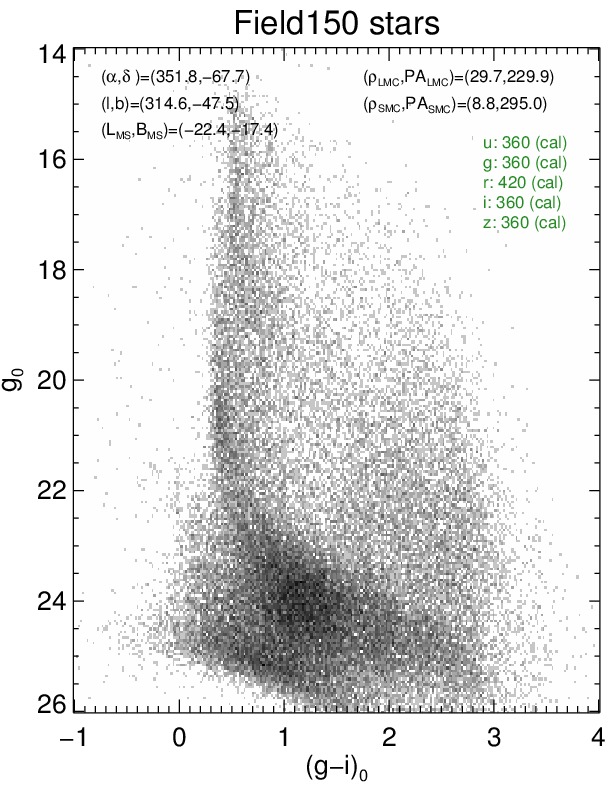 Field150 stars
(α,δ )=(351.8,−67.7)
(ρLMC,PALMC)=(29.7,229.9)
(l,b)=(314.6,−47.5)
(ρSMC,PASMC)=(8.8,295.0)
(LMS,BMS)=(−22.4,−17.4)
u: 360 (cal)
g: 360 (cal)
r: 420 (cal)
i: 360 (cal)
z: 360 (cal)
14
16
18
20
22
24
26
g0
−1 0 1 2 3 4
(g−i)0